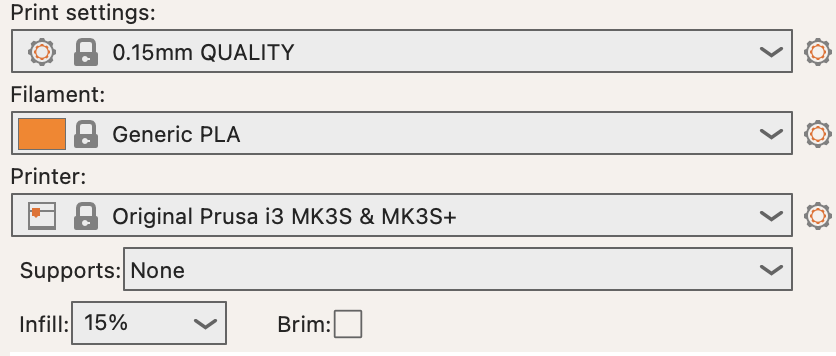 Print settings:
0.15mm QUALITY
Filament:
Generic PLA
Printer:
Original Prusa i3 MK3S & MK3S+
Supports: None
Infill: 15% Brim: